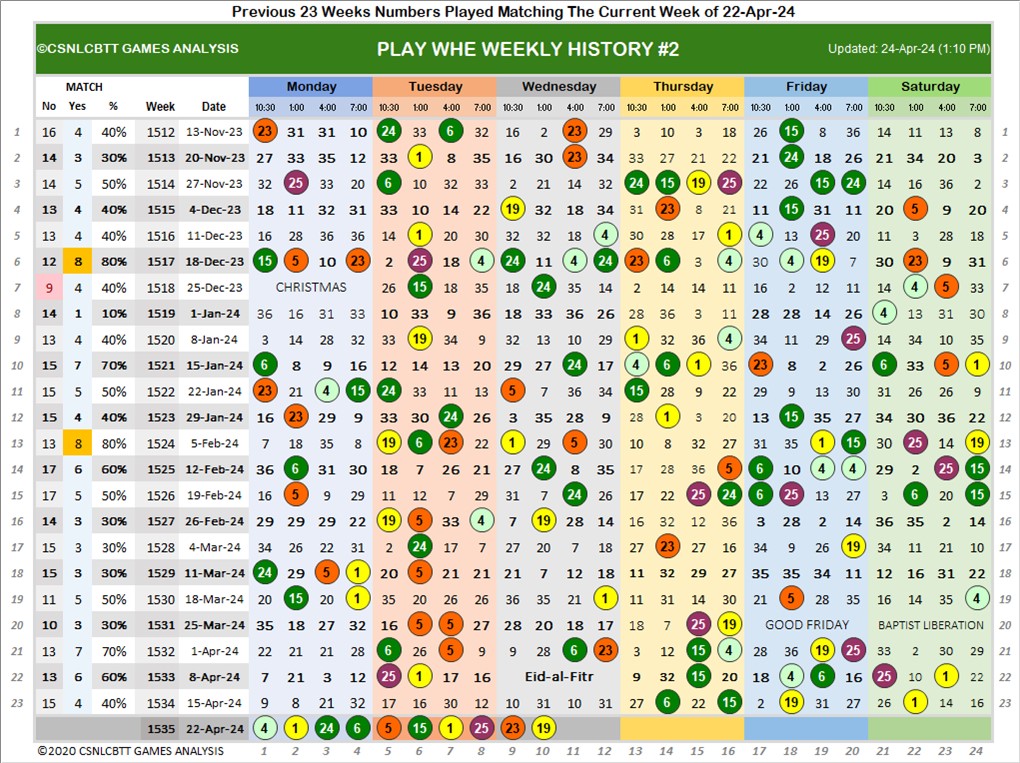 Previous 23 Weeks Numbers Played Matching The Current Week of 22-Apr-24
©CSNLCBTT GAMES ANALYSIS PLAY WHE WEEKLY HISTORY #2 Updated: 24-Apr-24 (1:10 PM)
MATCH Monday Tuesday Wednesday Thursday Friday Saturday
No Yes % Week Date 10:30 1:00 4:00 7:00 10:30 1:00 4:00 7:00 10:30 1:00 4:00 7:00 10:30 1:00 4:00 7:00 10:30 1:00 4:00 7:00 10:30 1:00 4:00 7:00
1 16 4 40% 1512 13-Nov-23 23 31 31 10 24 33 6 32 16 2 23 29 3 10 3 18 26 15 8 36 14 11 13 8 1
2 14 3 30% 1513 20-Nov-23 27 33 35 12 33 1 8 35 16 30 23 34 33 27 21 22 21 24 18 26 21 34 20 3 2
3 14 5 50% 1514 27-Nov-23 32 25 33 20 6 10 32 33 2 21 14 32 24 15 19 25 22 26 15 24 14 16 36 2 3
4 13 4 40% 1515 4-Dec-23 18 11 32 31 33 10 14 22 19 32 18 34 31 23 8 21 11 15 31 11 20 5 9 20 4
5 13 4 40% 1516 11-Dec-23 16 28 36 36 14 1 20 30 32 32 18 4 30 28 17 1 4 13 25 20 11 3 28 18 5
6 12 8 80% 1517 18-Dec-23 15 5 10 23 6 25 18 4 24 11 4 24 23 6 3 4 30 4 19 7 30 23 9 31 6
7 9 4 40% 1518 25-Dec-23 CHRISTMAS 26 15 18 35 18 24 35 14 2 14 14 11 16 2 12 11 14 4 5 33 7
8 14 1 10% 1519 1-Jan-24 36 16 31 33 10 33 9 36 18 33 36 26 28 36 3 11 28 28 14 26 4 13 31 30 8
9 13 4 40% 1520 8-Jan-24 3 14 28 32 33 19 34 9 32 13 10 29 1 32 36 4 34 11 29 25 14 34 10 35 9
10 15 7 70% 1521 15-Jan-24 6 8 9 16 12 14 13 20 29 27 24 17 4 6 1 36 23 8 2 26 6 33 5 1 10
11 15 5 50% 1522 22-Jan-24 23 21 4 15 24 33 11 13 5 7 36 34 15 28 9 22 29 11 13 30 31 26 26 9 11
12 15 4 40% 1523 29-Jan-24 16 23 29 9 33 30 24 26 3 35 28 9 18 1 3 20 13 15 35 27 34 30 36 22 12
13 13 8 80% 1524 5-Feb-24 7 18 35 8 19 6 23 22 1 29 5 30 10 8 32 27 31 35 1 15 30 25 14 19 13
14 17 6 60% 1525 12-Feb-24 36 6 31 30 18 7 26 21 27 24 8 35 17 28 36 5 6 10 4 4 29 2 23 15 14
15 17 5 50% 1526 19-Feb-24 16 5 29 9 11 12 7 29 31 7 24 26 17 22 25 24 6 25 13 27 3 6 20 15 15
16 14 3 30% 1527 26-Feb-24 29 29 29 22 19 5 33 4 7 19 28 14 16 32 12 36 3 28 2 14 36 35 2 14 16
17 15 3 30% 1528 4-Mar-24 34 26 22 31 2 24 17 7 27 20 7 18 17 23 27 16 34 9 27 19 34 11 21 10 17
18 15 3 30% 1529 11-Mar-24 24 29 5 1 20 5 21 21 21 7 12 18 11 32 29 27 35 35 34 11 12 16 31 22 18
19 11 5 50% 1530 18-Mar-24 20 15 20 1 35 20 26 26 36 35 21 1 11 31 14 30 21 5 28 35 16 14 35 4 19
20 10 3 30% 1531 25-Mar-24 35 18 27 32 16 5 5 27 28 20 18 17 18 7 25 19 GOOD FRIDAY BAPTIST LIBERATION 20
21 13 7 70% 1532 1-Apr-24 22 21 21 28 6 26 5 9 9 28 6 23 3 12 15 4 28 36 19 25 33 2 30 29 21
22 13 6 60% 1533 8-Apr-24 7 21 3 12 25 1 17 16 Eid-al-Fitr 9 32 15 20 18 4 6 16 25 10 1 22 22
23 15 4 40% 1534 15-Apr-24 9 8 21 32 17 16 30 12 10 31 10 31 27 6 22 15 2 19 31 27 26 1 14 16 23
1535 22-Apr-24 4 1 24 6 5 15 1 25 23 19
©2020 CSNLCBTT GAMES ANALYSIS 1 2 3 4 5 6 7 8 9 10 11 12 13 14 15 16 17 18 19 20 21 22 23 24